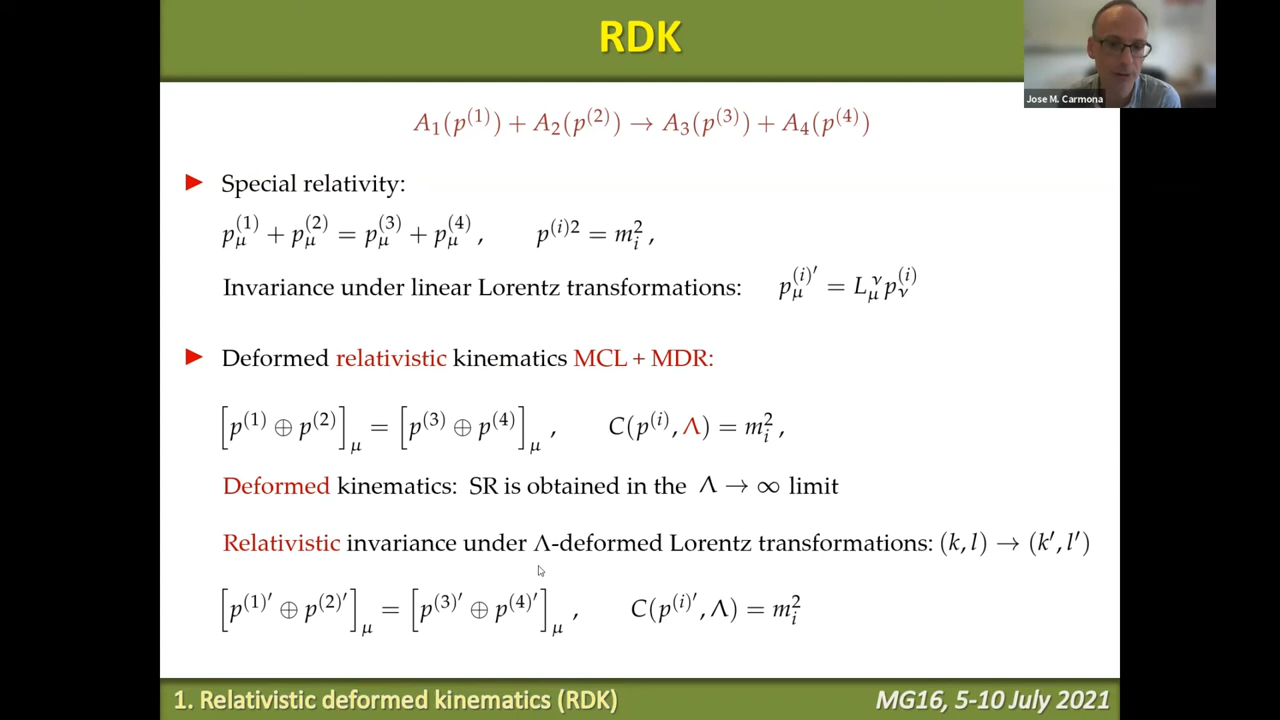 RDK
Jose M. Carmona
A₁(p⁽¹⁾) + A₂(p⁽²⁾) → A₃(p⁽³⁾) + A₄(p⁽⁴⁾)
► Special relativity:
p_μ^{(1)} + p_μ^{(2)} = p_μ^{(3)} + p_μ^{(4)} , p^{(i)2} = m_i^2 ,
Invariance under linear Lorentz transformations: p_μ^{(i)′} = L_μ^ν p_ν^{(i)}
► Deformed relativistic kinematics MCL + MDR:
[p^{(1)} ⊕ p^{(2)}]_μ = [p^{(3)} ⊕ p^{(4)}]_μ , C(p^{(i)}, Λ) = m_i^2 ,
Deformed kinematics: SR is obtained in the Λ → ∞ limit
Relativistic invariance under Λ-deformed Lorentz transformations: (k, l) → (k′, l′)
[p^{(1)′} ⊕ p^{(2)′}]_μ = [p^{(3)′} ⊕ p^{(4)′}]_μ , C(p^{(i)′}, Λ) = m_i^2
1. Relativistic deformed kinematics (RDK)
MG16, 5-10 July 2021